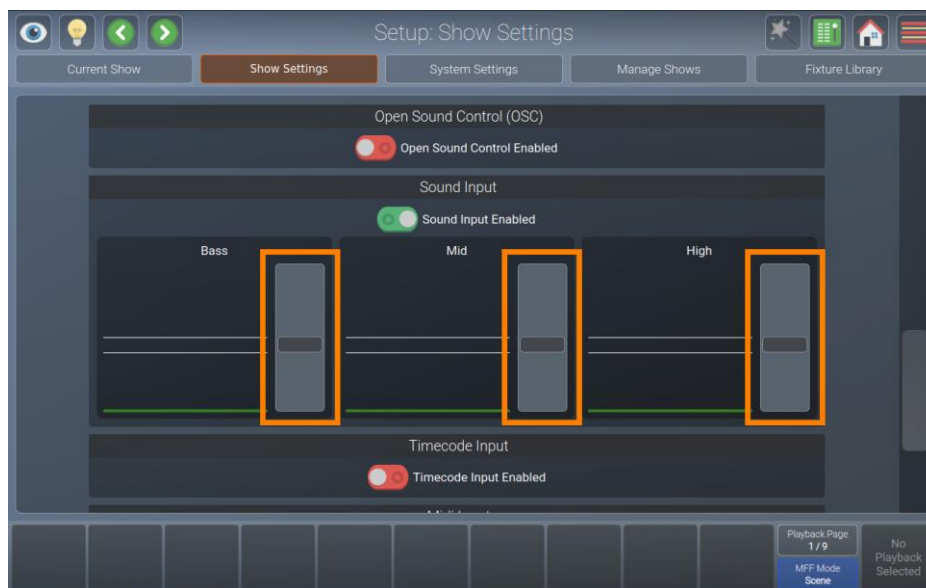 Setup: Show Settings
Current Show
Show Settings
System Settings
Manage Shows
Fixture Library
Open Sound Control (OSC)
Open Sound Control Enabled
Sound Input
Sound Input Enabled
Bass
Mid
High
Timecode Input
Timecode Input Enabled
Playback Page
1/9
MFF Mode
Scene
No
Playback
Selected